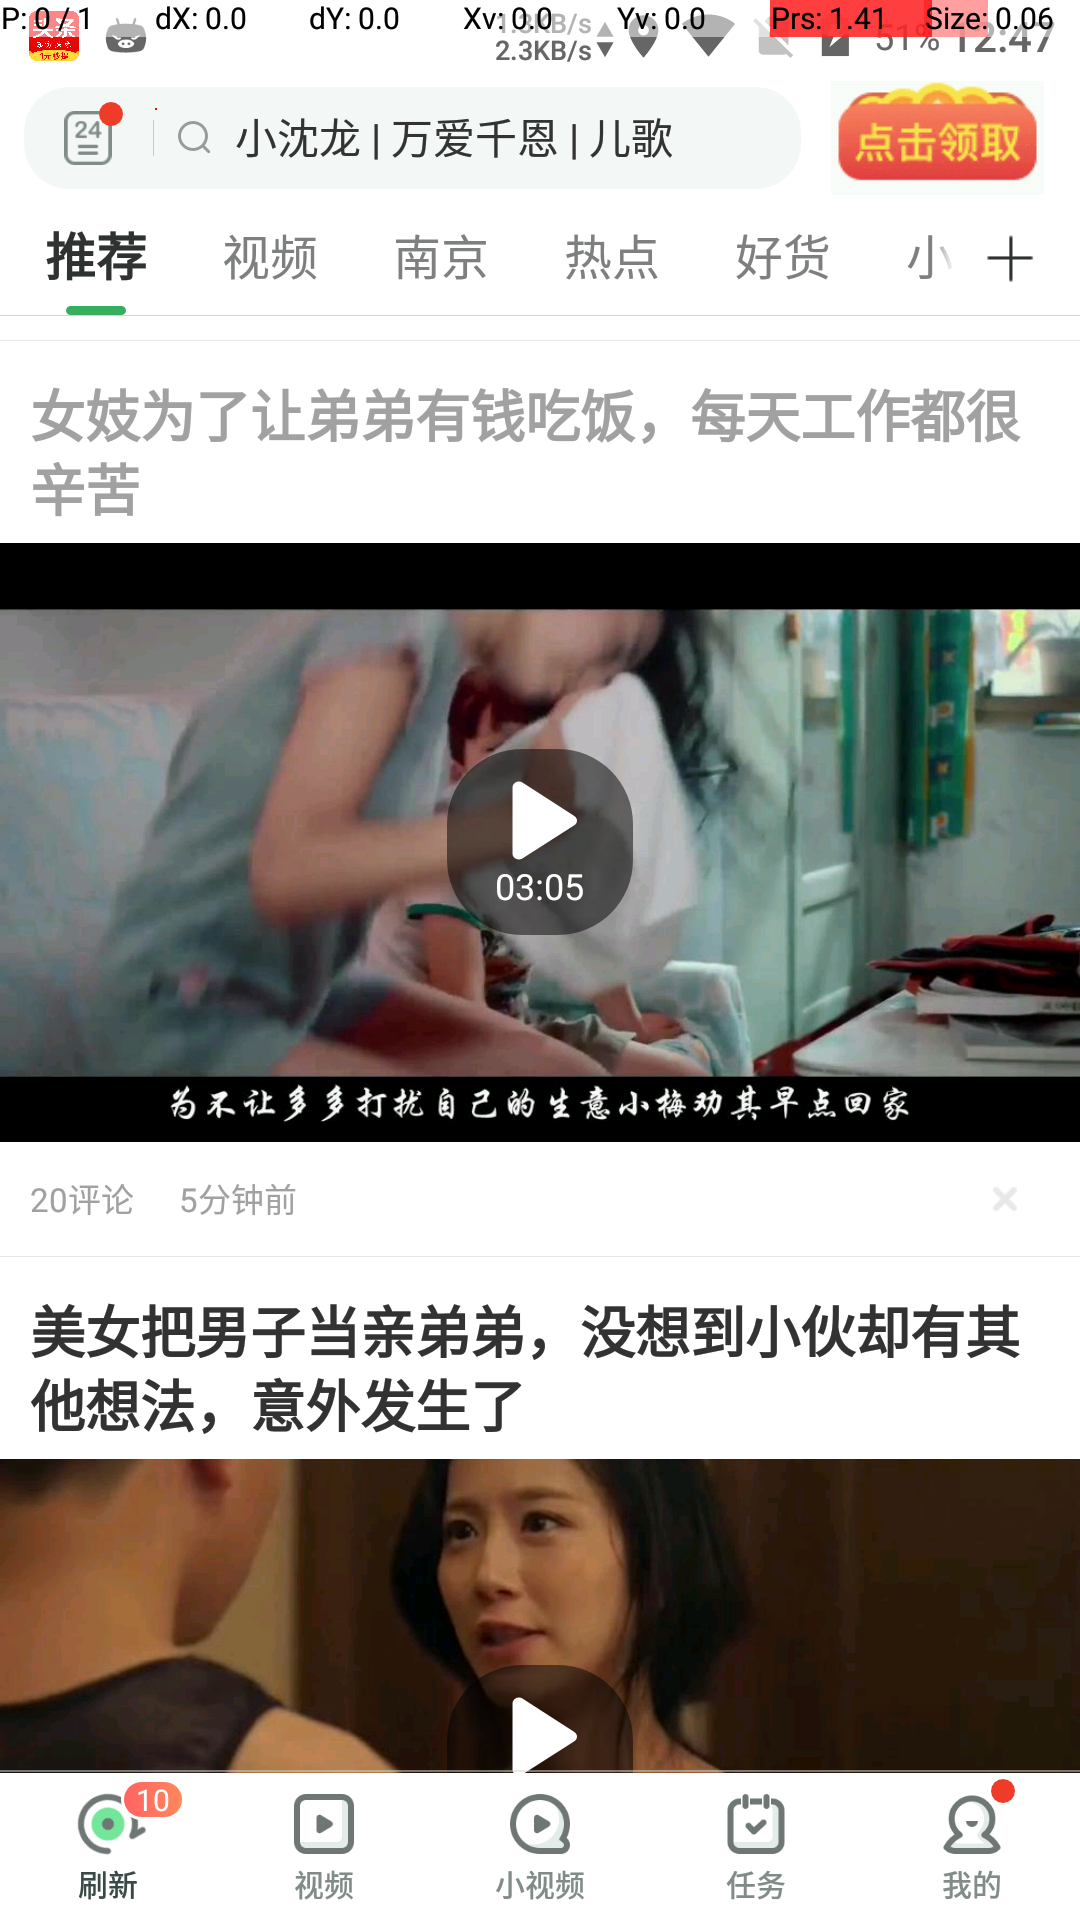 P: 0 / 1 dX: 0.0 dY: 0.0 Xv: 0.0 Yv: 0.0 Prs: 1.41 Size: 0.06
头条
2.3KB/s 51% 12:47
24 小沈龙 | 万爱千恩 | 儿歌 点击领取
推荐 视频 南京 热点 好货 小
女妓为了让弟弟有钱吃饭，每天工作都很
辛苦
03:05
为不让多多打扰自己的生意小梅劝其早点回家
20评论 5分钟前
美女把男子当亲弟弟，没想到小伙却有其
他想法，意外发生了
10
刷新 视频 小视频 任务 我的